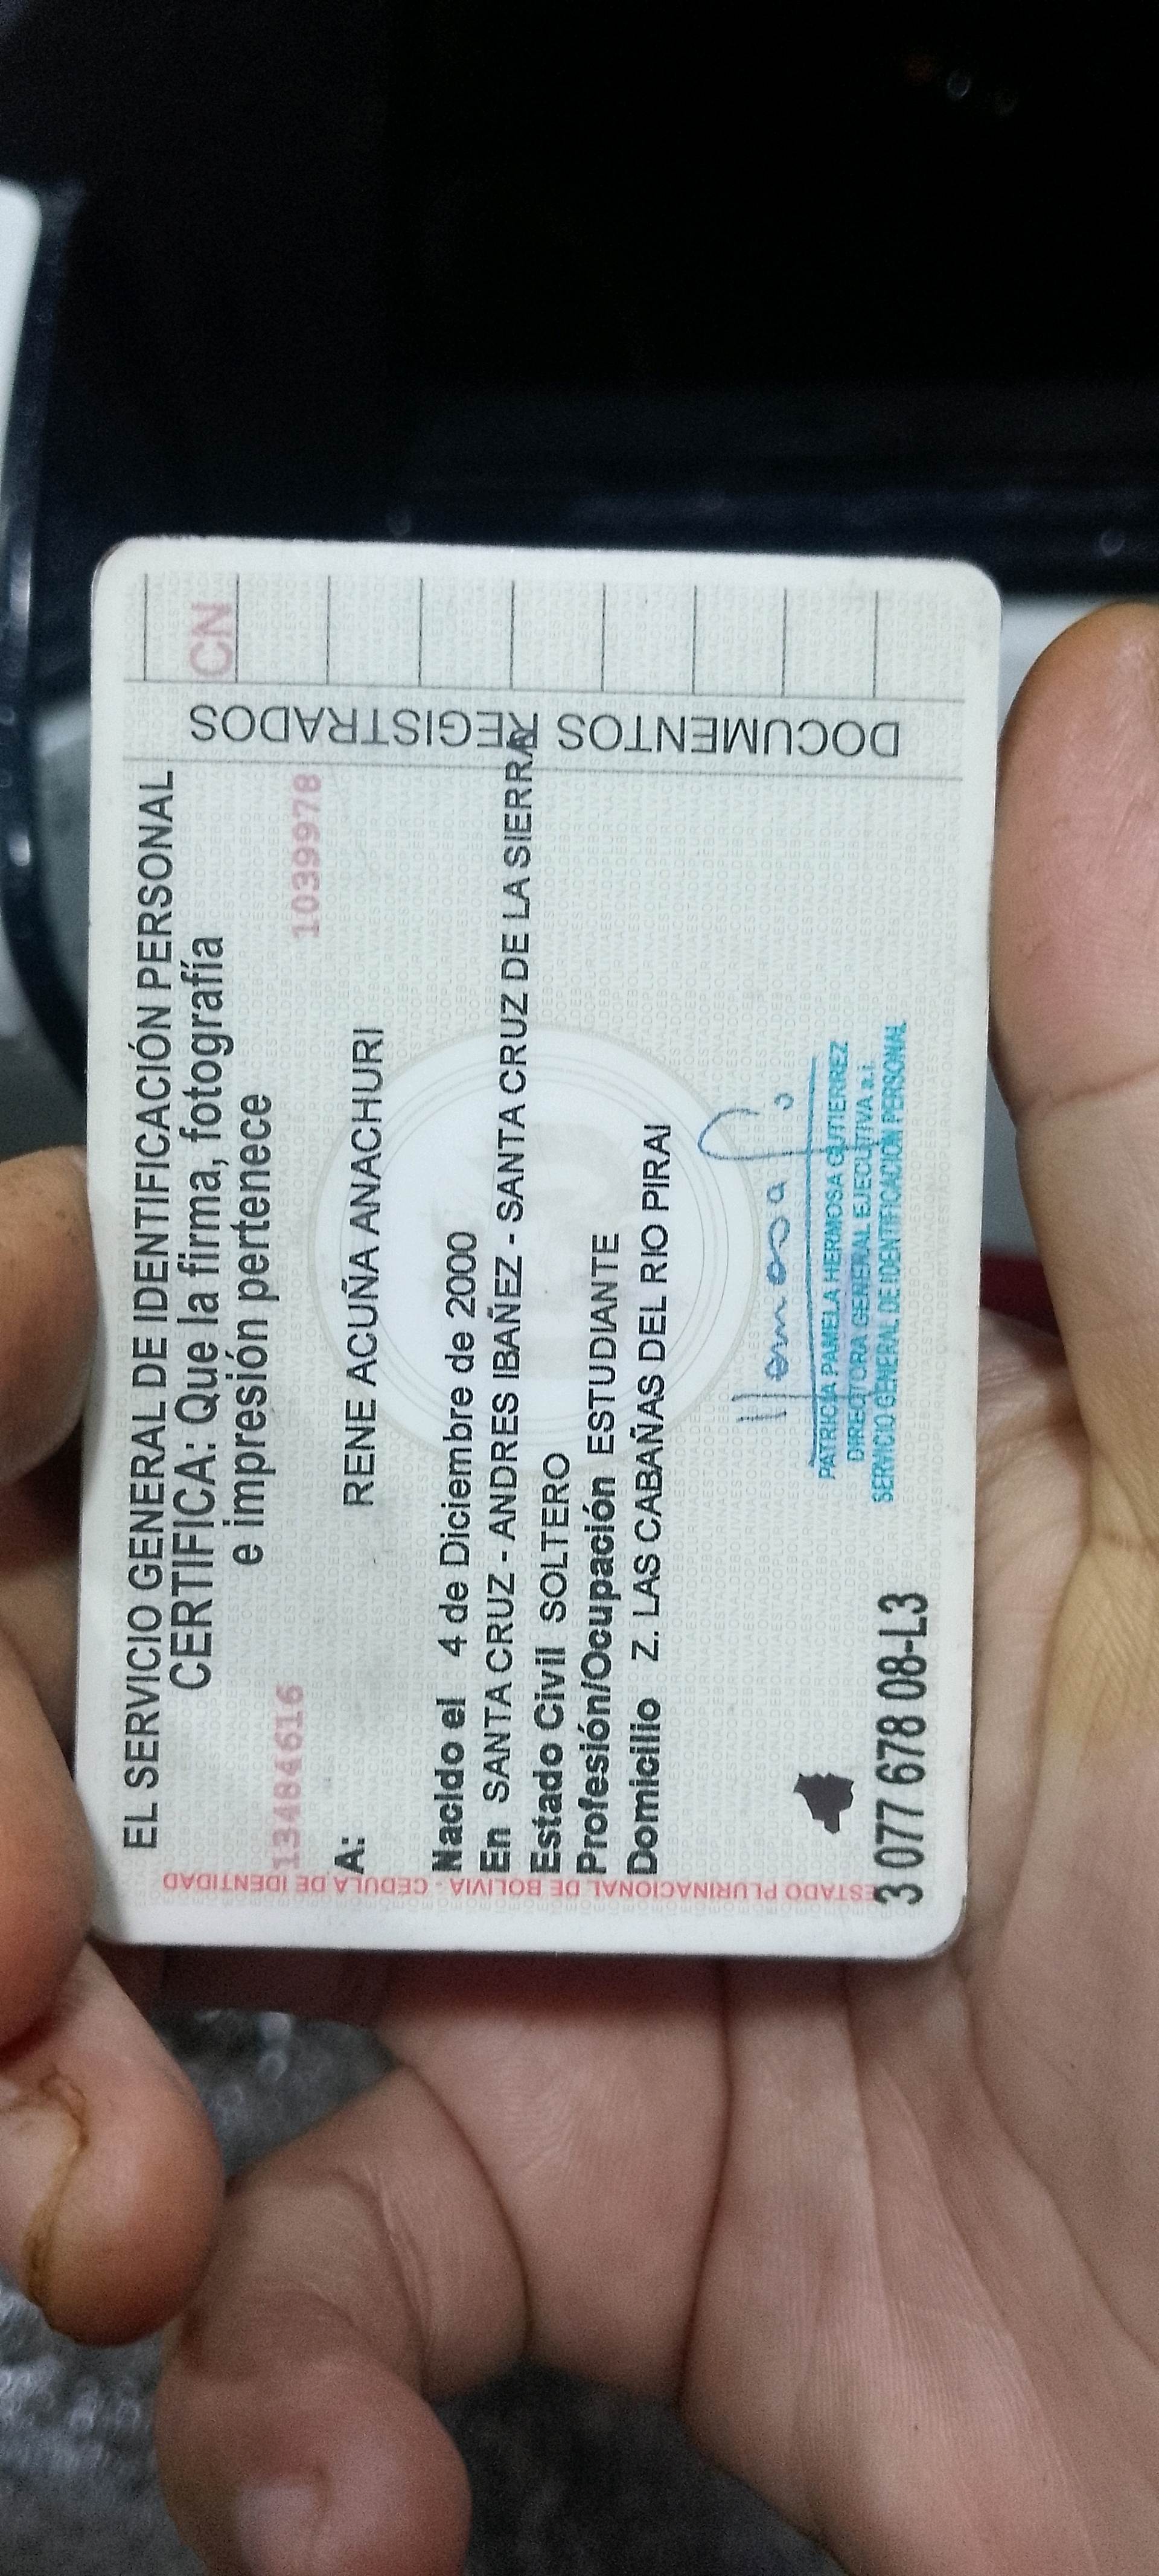 EL SERVICIO GENERAL DE IDENTIFICACIÓN PERSONAL
CERTIFICA: Que la firma, fotografía
e impresión pertenece
13484616
1039978
A:
RENE ACUÑA ANACHURI
Nacido el 4 de Diciembre de 2000
En SANTA CRUZ - ANDRES IBAÑEZ - SANTA CRUZ DE LA SIERRA
Estado Civil SOLTERO
Profesión/Ocupación ESTUDIANTE
Domicilio Z. LAS CABAÑAS DEL RIO PIRAI
PATRICIA PAMELA HERMOSA GUTIERREZ
DIRECTORA GENERAL EJECUTIVA a.i.
SERVICIO GENERAL DE IDENTIFICACIÓN PERSONAL
3 077 678 08-L3
ESTADO PLURINACIONAL DE BOLIVIA - CEDULA DE IDENTIDAD
DOCUMENTOS REGISTRADOS
CN